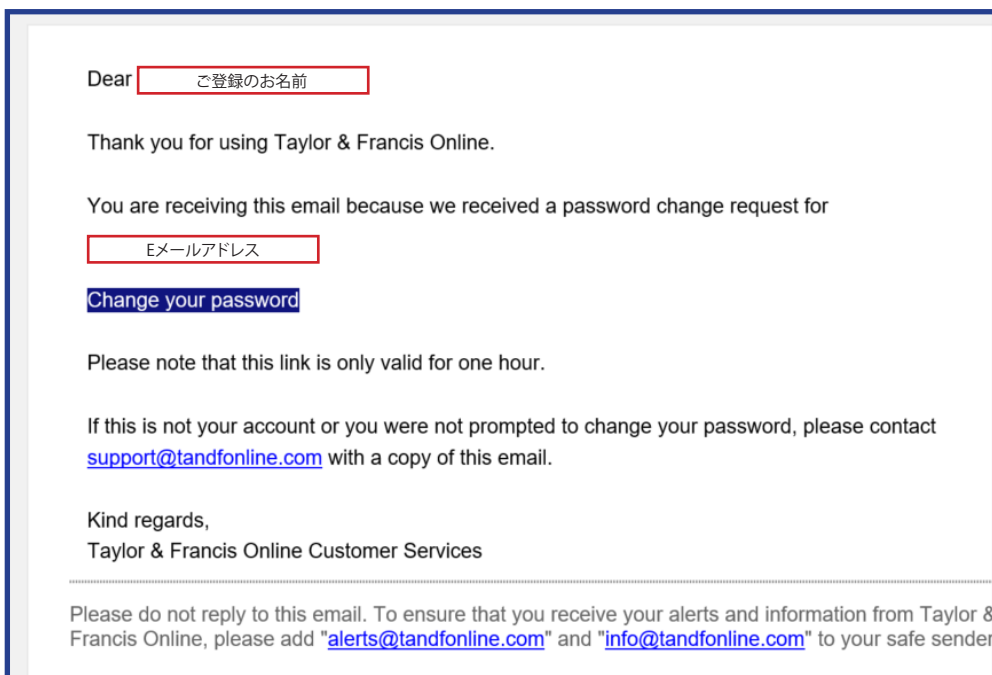 Dear ご登録のお名前
Thank you for using Taylor & Francis Online.
You are receiving this email because we received a password change request for
Eメールアドレス
Change your password
Please note that this link is only valid for one hour.
If this is not your account or you were not prompted to change your password, please contact
support@tandfonline.com with a copy of this email.
Kind regards,
Taylor & Francis Online Customer Services
Please do not reply to this email. To ensure that you receive your alerts and information from Taylor &
Francis Online, please add "alerts@tandfonline.com" and "info@tandfonline.com" to your safe sender